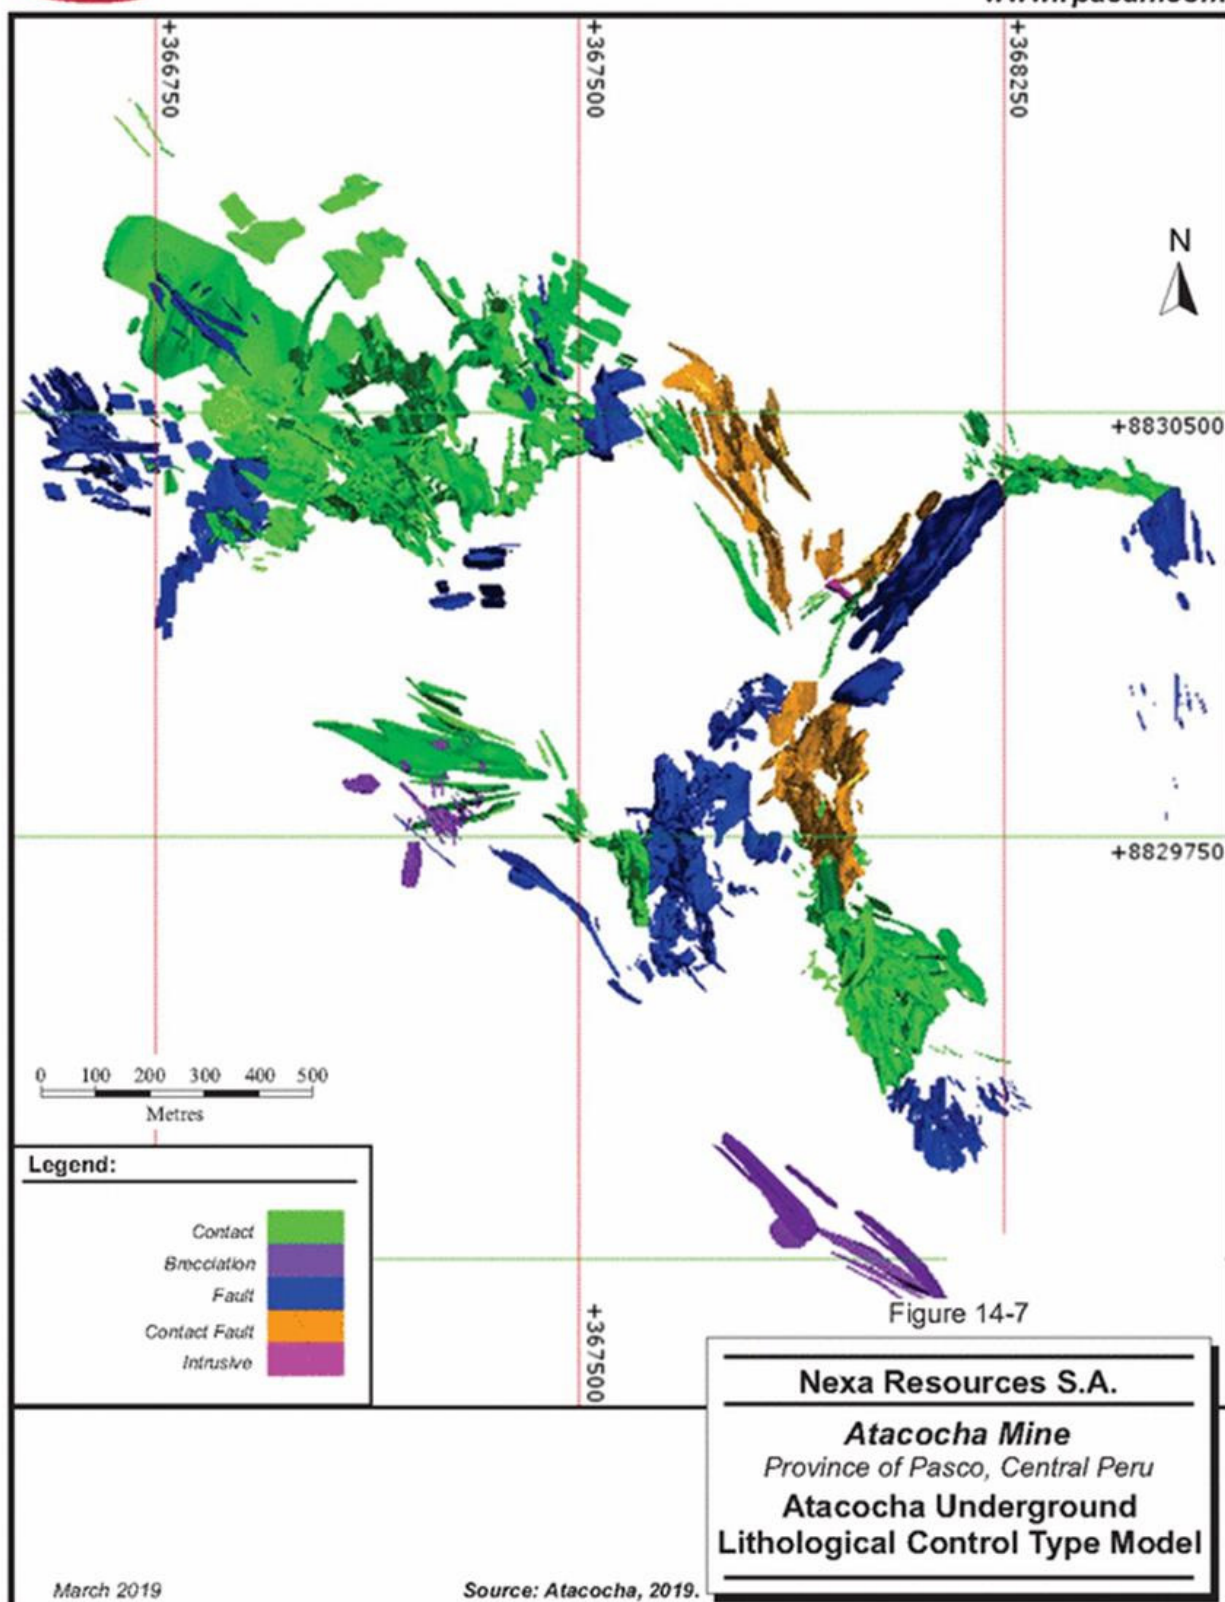 +366750
+367500
+368250
N
+8830500
+8829750
0 100 200 300 400 500
Metres
Legend:
Contact
Brecciation
Fault
Contact Fault
Intrusive
+367500
Figure 14-7
Nexa Resources S.A.
Atacocha Mine
Province of Pasco, Central Peru
Atacocha Underground
Lithological Control Type Model
March 2019
Source: Atacocha, 2019.